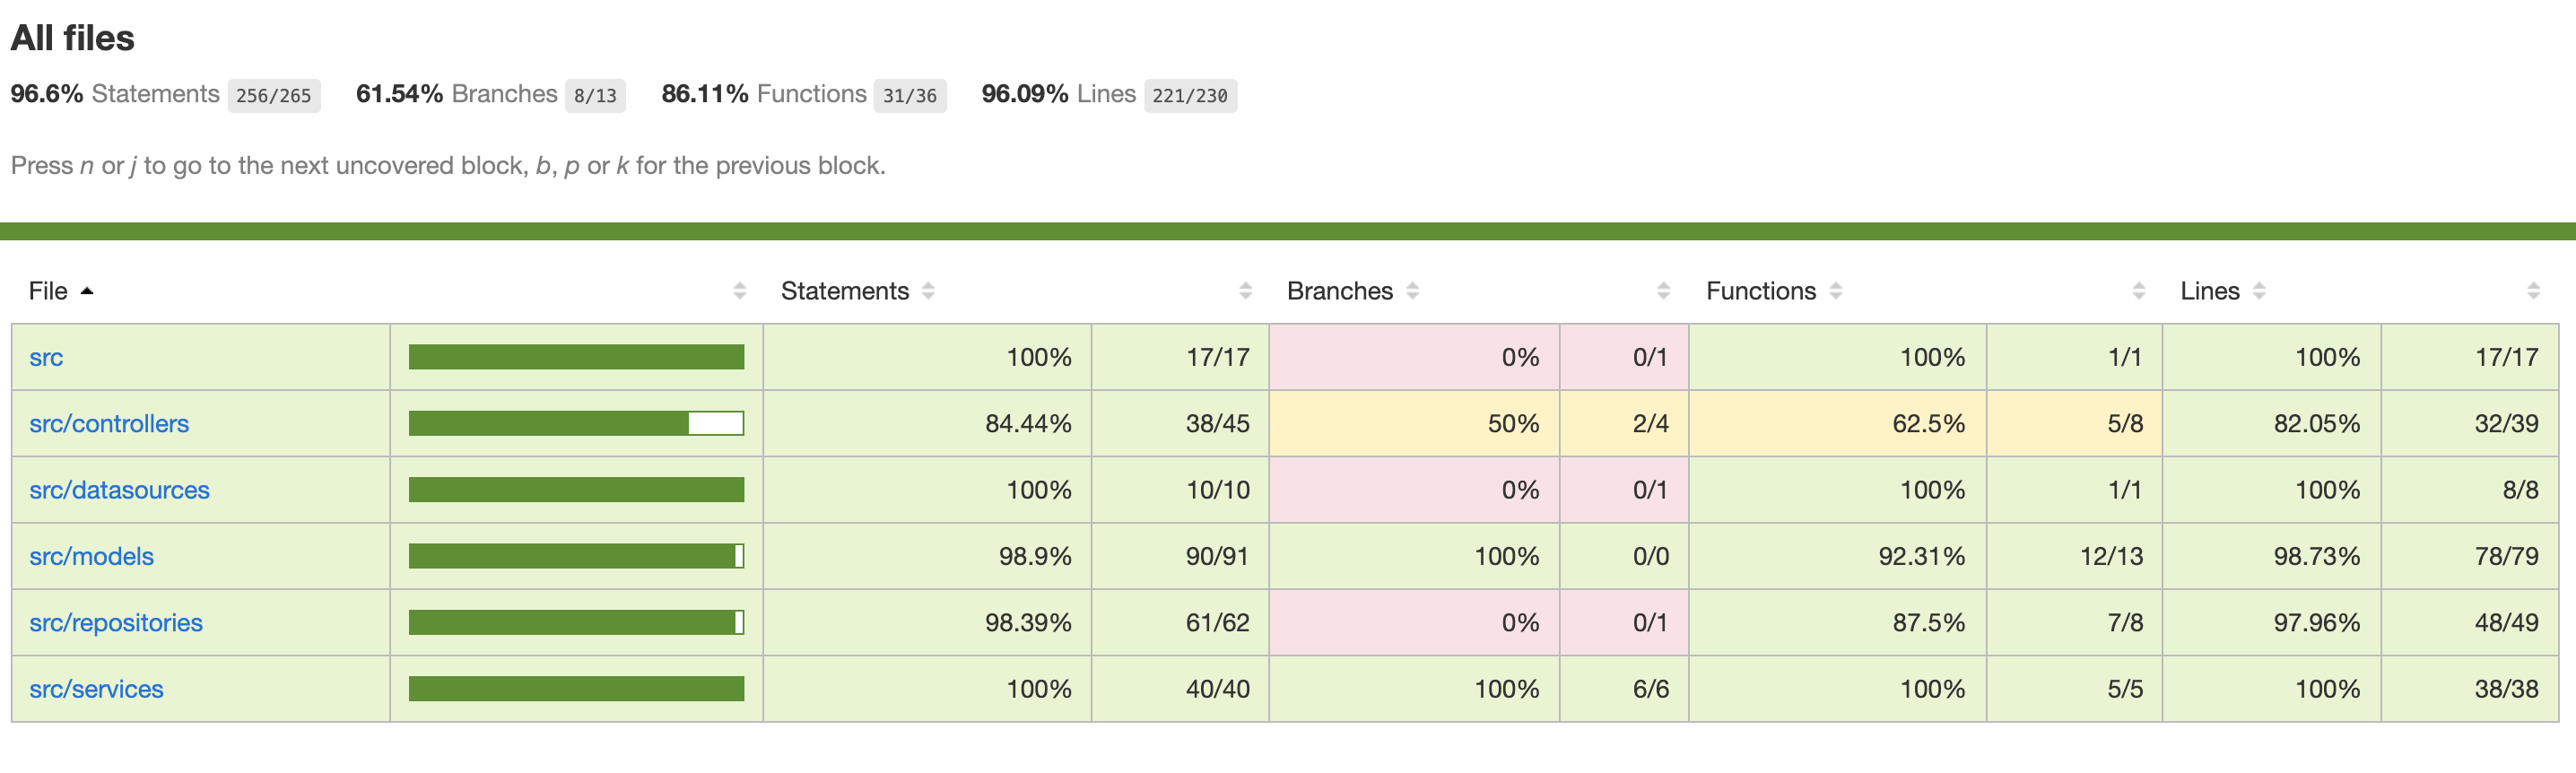 All files
96.6% Statements 256/265 61.54% Branches 8/13 86.11% Functions 31/36 96.09% Lines 221/230
Press n or j to go to the next uncovered block, b, p or k for the previous block.
File Statements Branches Functions Lines
src 100% 17/17 0% 0/1 100% 1/1 100% 17/17
src/controllers 84.44% 38/45 50% 2/4 62.5% 5/8 82.05% 32/39
src/datasources 100% 10/10 0% 0/1 100% 1/1 100% 8/8
src/models 98.9% 90/91 100% 0/0 92.31% 12/13 98.73% 78/79
src/repositories 98.39% 61/62 0% 0/1 87.5% 7/8 97.96% 48/49
src/services 100% 40/40 100% 6/6 100% 5/5 100% 38/38